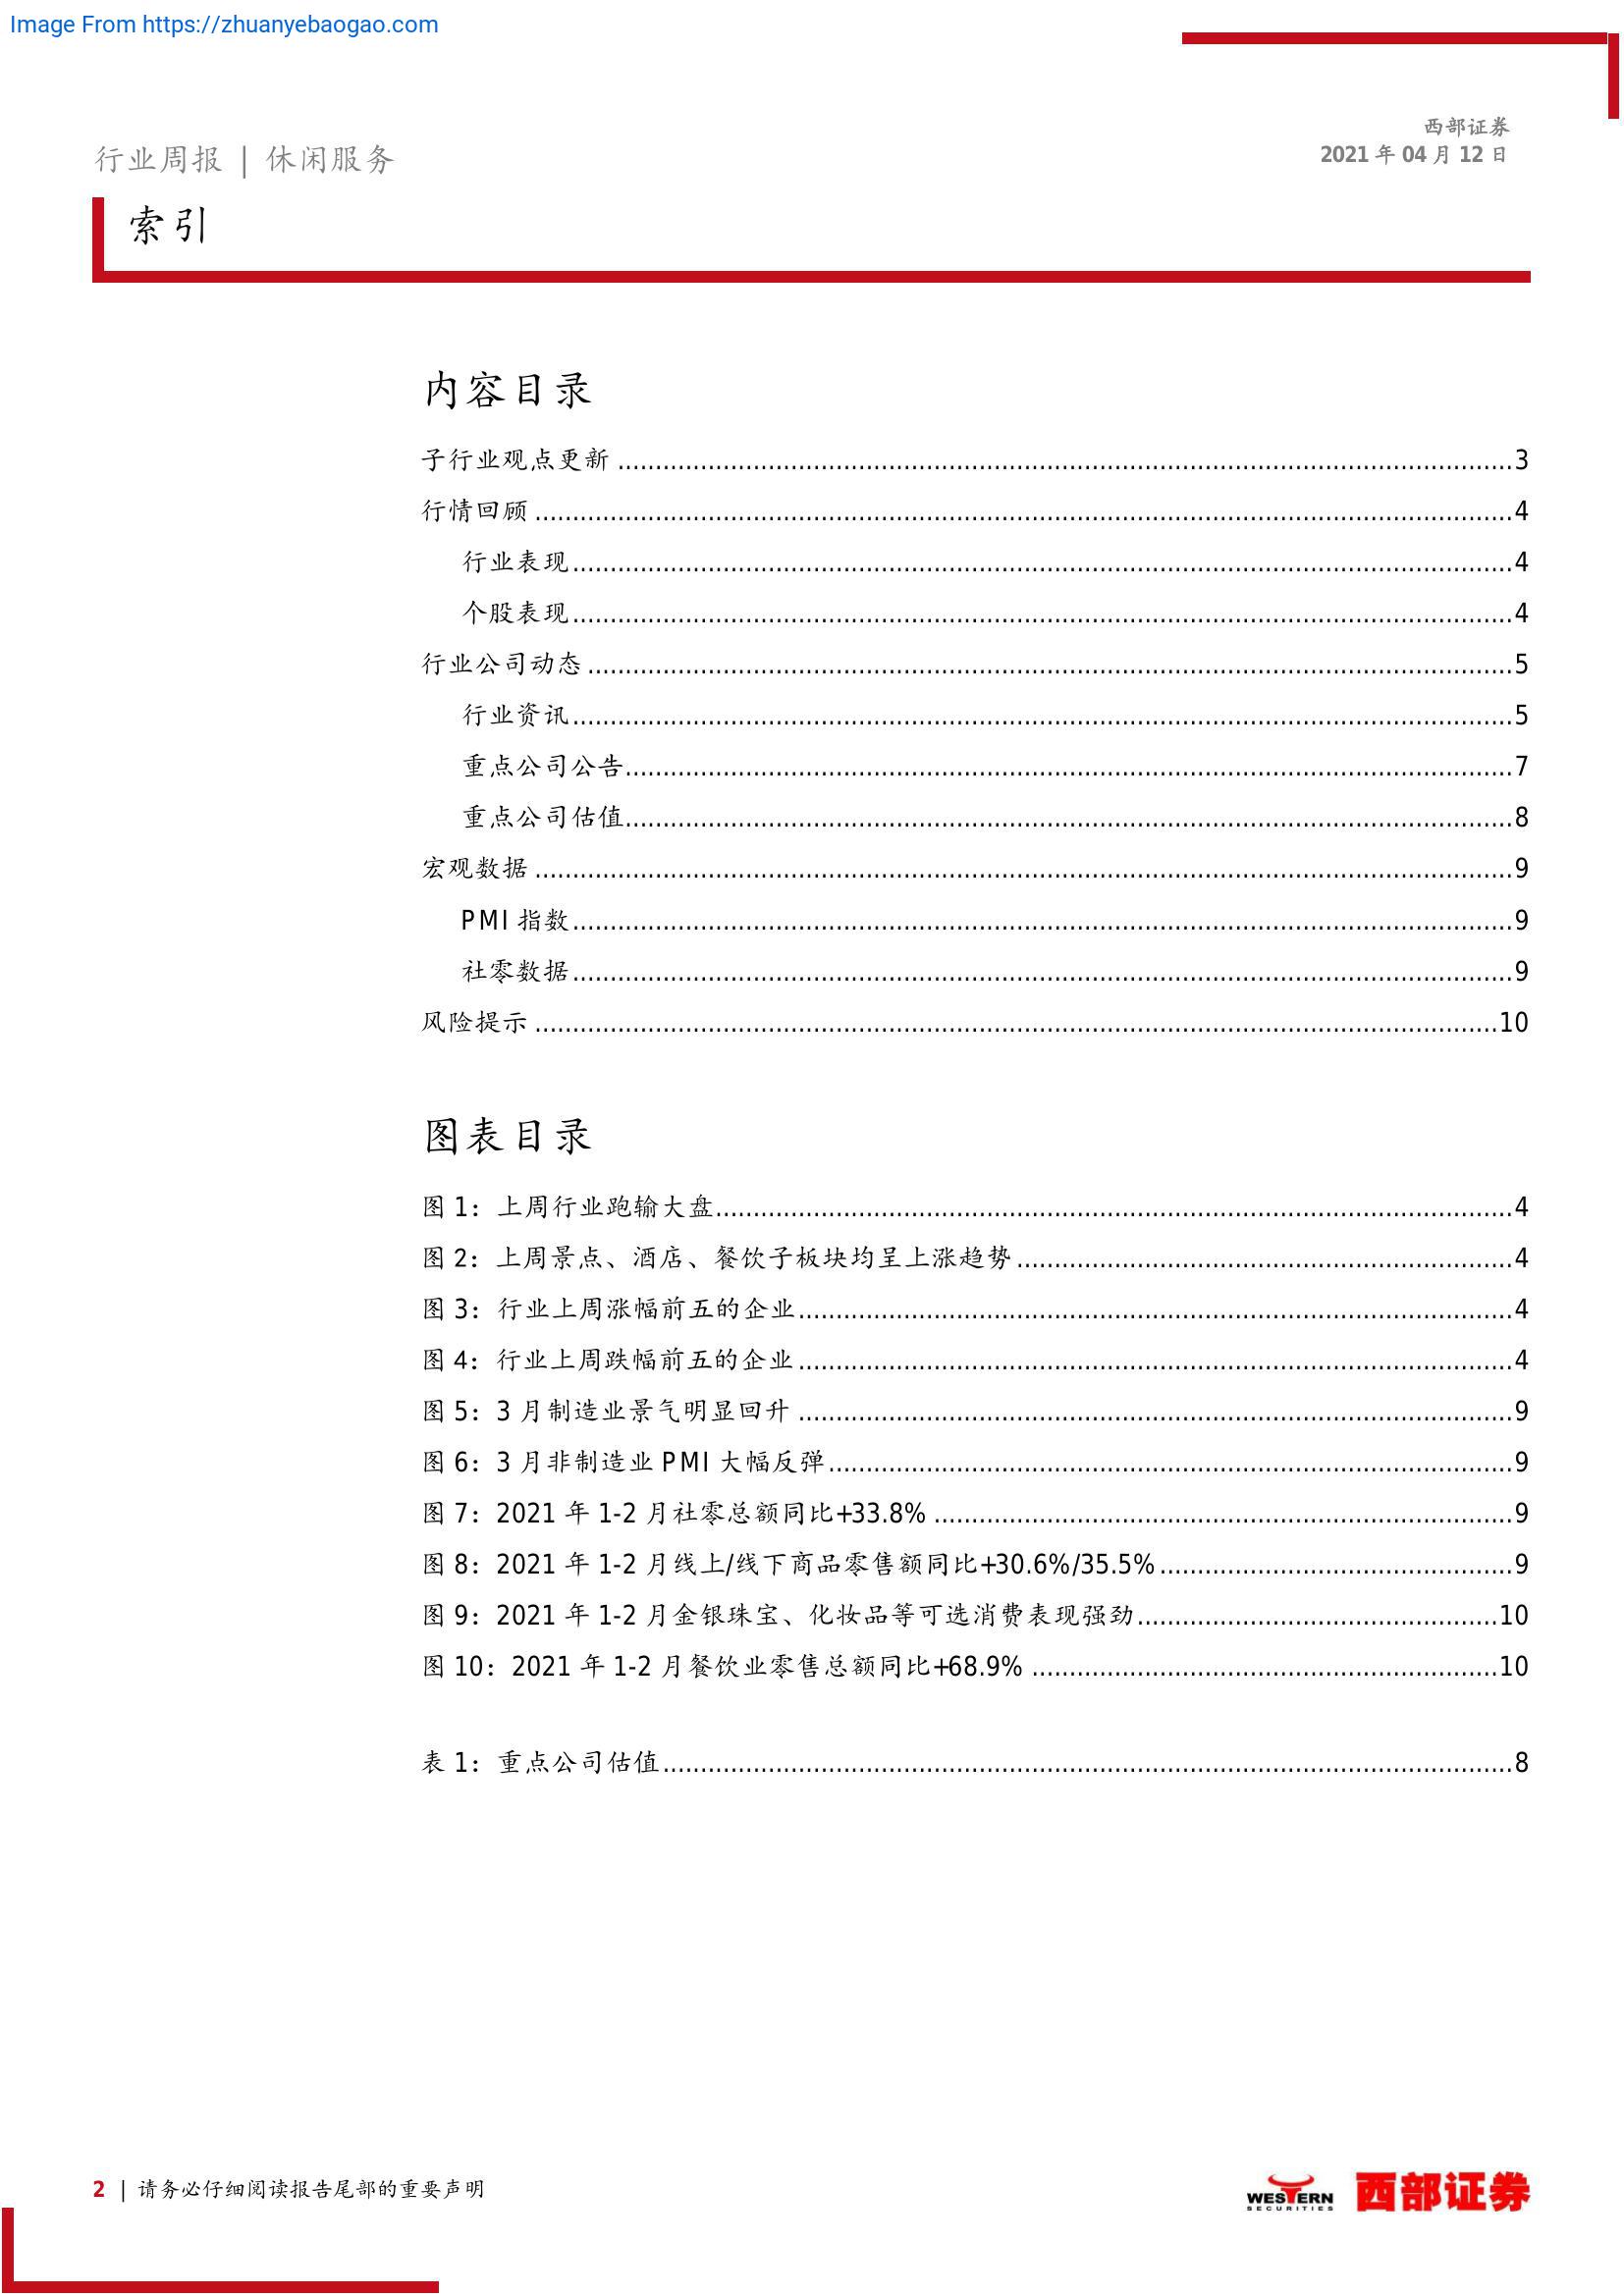 Image From https://zhuanyebaogao.com
西部证券
行业周报 | 休闲服务
2021 年 04 月 12 日
索引
内容目录
子行业观点更新 ........................................ 3
行情回顾 ........................................ 4
行业表现 ........................................ 4
个股表现 ........................................ 4
行业公司动态 ........................................ 5
行业资讯 ........................................ 5
重点公司公告 ........................................ 7
重点公司估值 ........................................ 8
宏观数据 ........................................ 9
PMI 指数 ........................................ 9
社零数据 ........................................ 9
风险提示 ........................................ 10
图表目录
图 1：上周行业跑输大盘 ........................................ 4
图 2：上周景点、酒店、餐饮子板块均呈上涨趋势 ........................................ 4
图 3：行业上周涨幅前五的企业 ........................................ 4
图 4：行业上周跌幅前五的企业 ........................................ 4
图 5：3 月制造业景气明显回升 ........................................ 9
图 6：3 月非制造业 PMI 大幅反弹 ........................................ 9
图 7：2021 年 1-2 月社零总额同比+33.8% ........................................ 9
图 8：2021 年 1-2 月线上/线下商品零售额同比+30.6%/35.5% ........................................ 9
图 9：2021 年 1-2 月金银珠宝、化妆品等可选消费表现强劲 ........................................ 10
图 10：2021 年 1-2 月餐饮业零售总额同比+68.9% ........................................ 10
表 1：重点公司估值 ........................................ 8
2 | 请务必仔细阅读报告尾部的重要声明
WESTERN
SECURITIES
西部证券